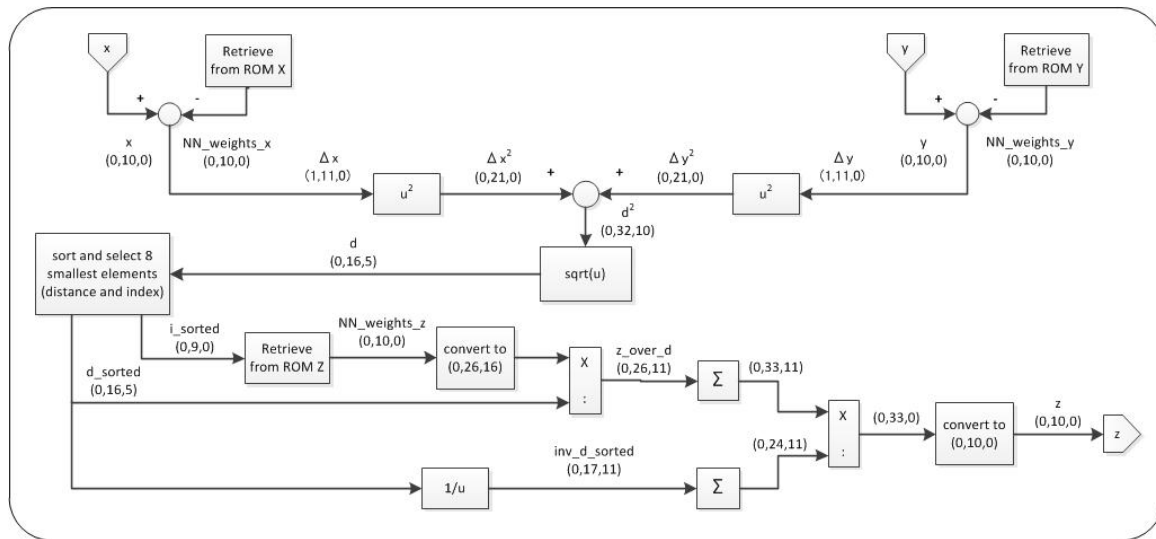 x
Retrieve
from ROM X
+
-
x
(0,10,0)
NN_weights_x
(0,10,0)
y
Retrieve
from ROM Y
+
-
y
(0,10,0)
NN_weights_y
(0,10,0)
Δ x
(1,11,0)
u²
Δ x²
(0,21,0)
+
+
Δ y²
(0,21,0)
u²
Δ y
(1,11,0)
d²
(0,32,10)
sqrt(u)
d
(0,16,5)
sort and select 8
smallest elements
(distance and index)
i_sorted
(0,9,0)
Retrieve
from ROM Z
NN_weights_z
(0,10,0)
convert to
(0,26,16)
d_sorted
(0,16,5)
X
:
z_over_d
(0,26,11)
Σ
(0,33,11)
X
:
(0,33,0)
convert to
(0,10,0)
z
(0,10,0)
z
1/u
inv_d_sorted
(0,17,11)
Σ
(0,24,11)